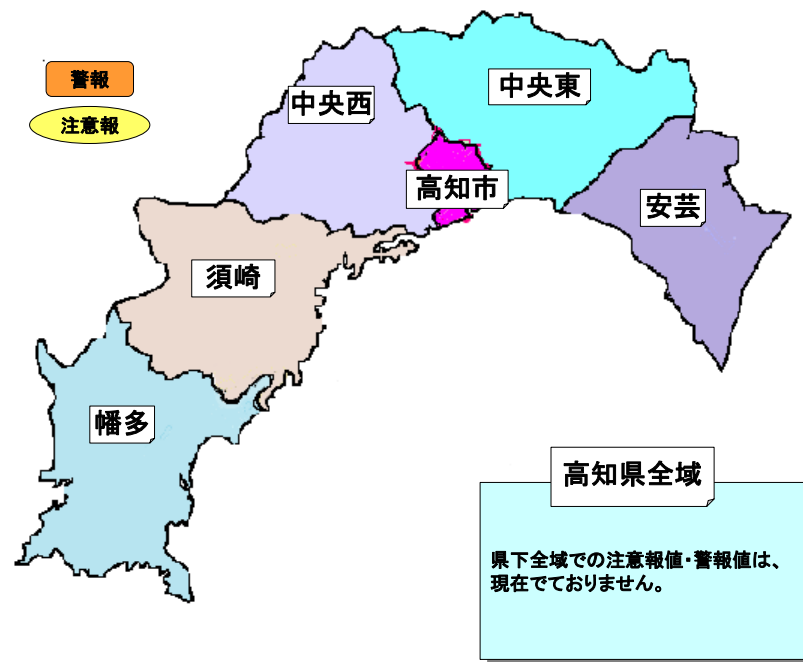 警報
注意報
中央西
中央東
高知市
安芸
須崎
幡多
高知県全域
県下全域での注意報値・警報値は、
現在でておりません。